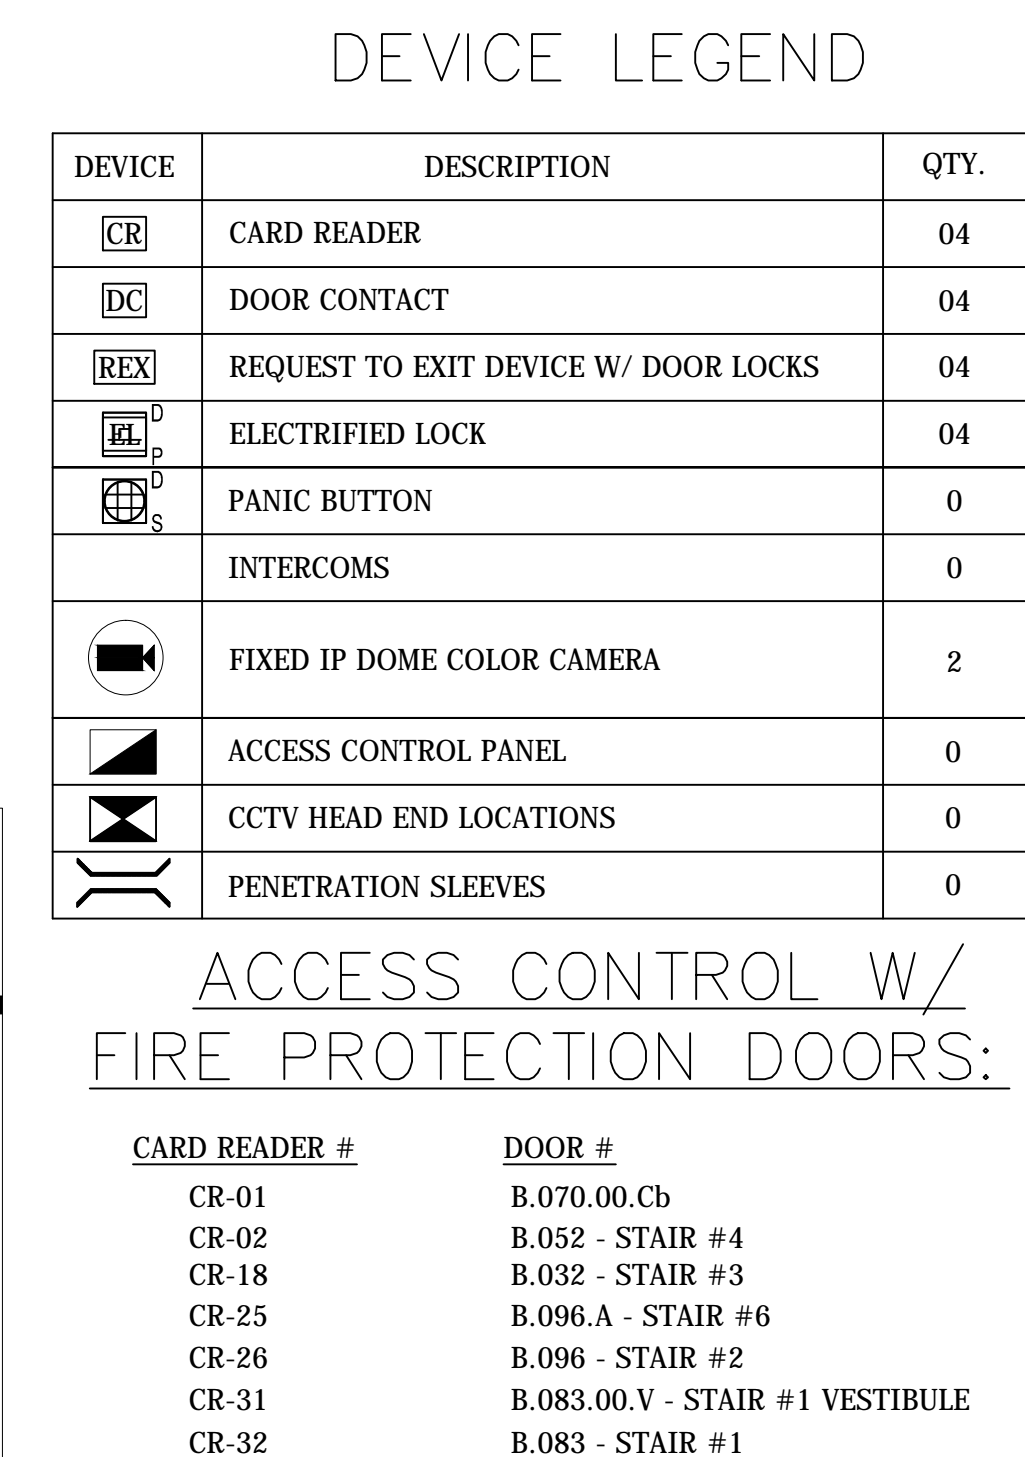 DEVICE LEGEND
DEVICE DESCRIPTION QTY.
CR CARD READER 04
DC DOOR CONTACT 04
REX REQUEST TO EXIT DEVICE W/ DOOR LOCKS 04
EL D P ELECTRIFIED LOCK 04
D S PANIC BUTTON 0
INTERCOMS 0
FIXED IP DOME COLOR CAMERA 2
ACCESS CONTROL PANEL 0
CCTV HEAD END LOCATIONS 0
PENETRATION SLEEVES 0
ACCESS CONTROL W/
FIRE PROTECTION DOORS:
CARD READER # DOOR #
CR-01 B.070.00.Cb
CR-02 B.052 - STAIR #4
CR-18 B.032 - STAIR #3
CR-25 B.096.A - STAIR #6
CR-26 B.096 - STAIR #2
CR-31 B.083.00.V - STAIR #1 VESTIBULE
CR-32 B.083 - STAIR #1